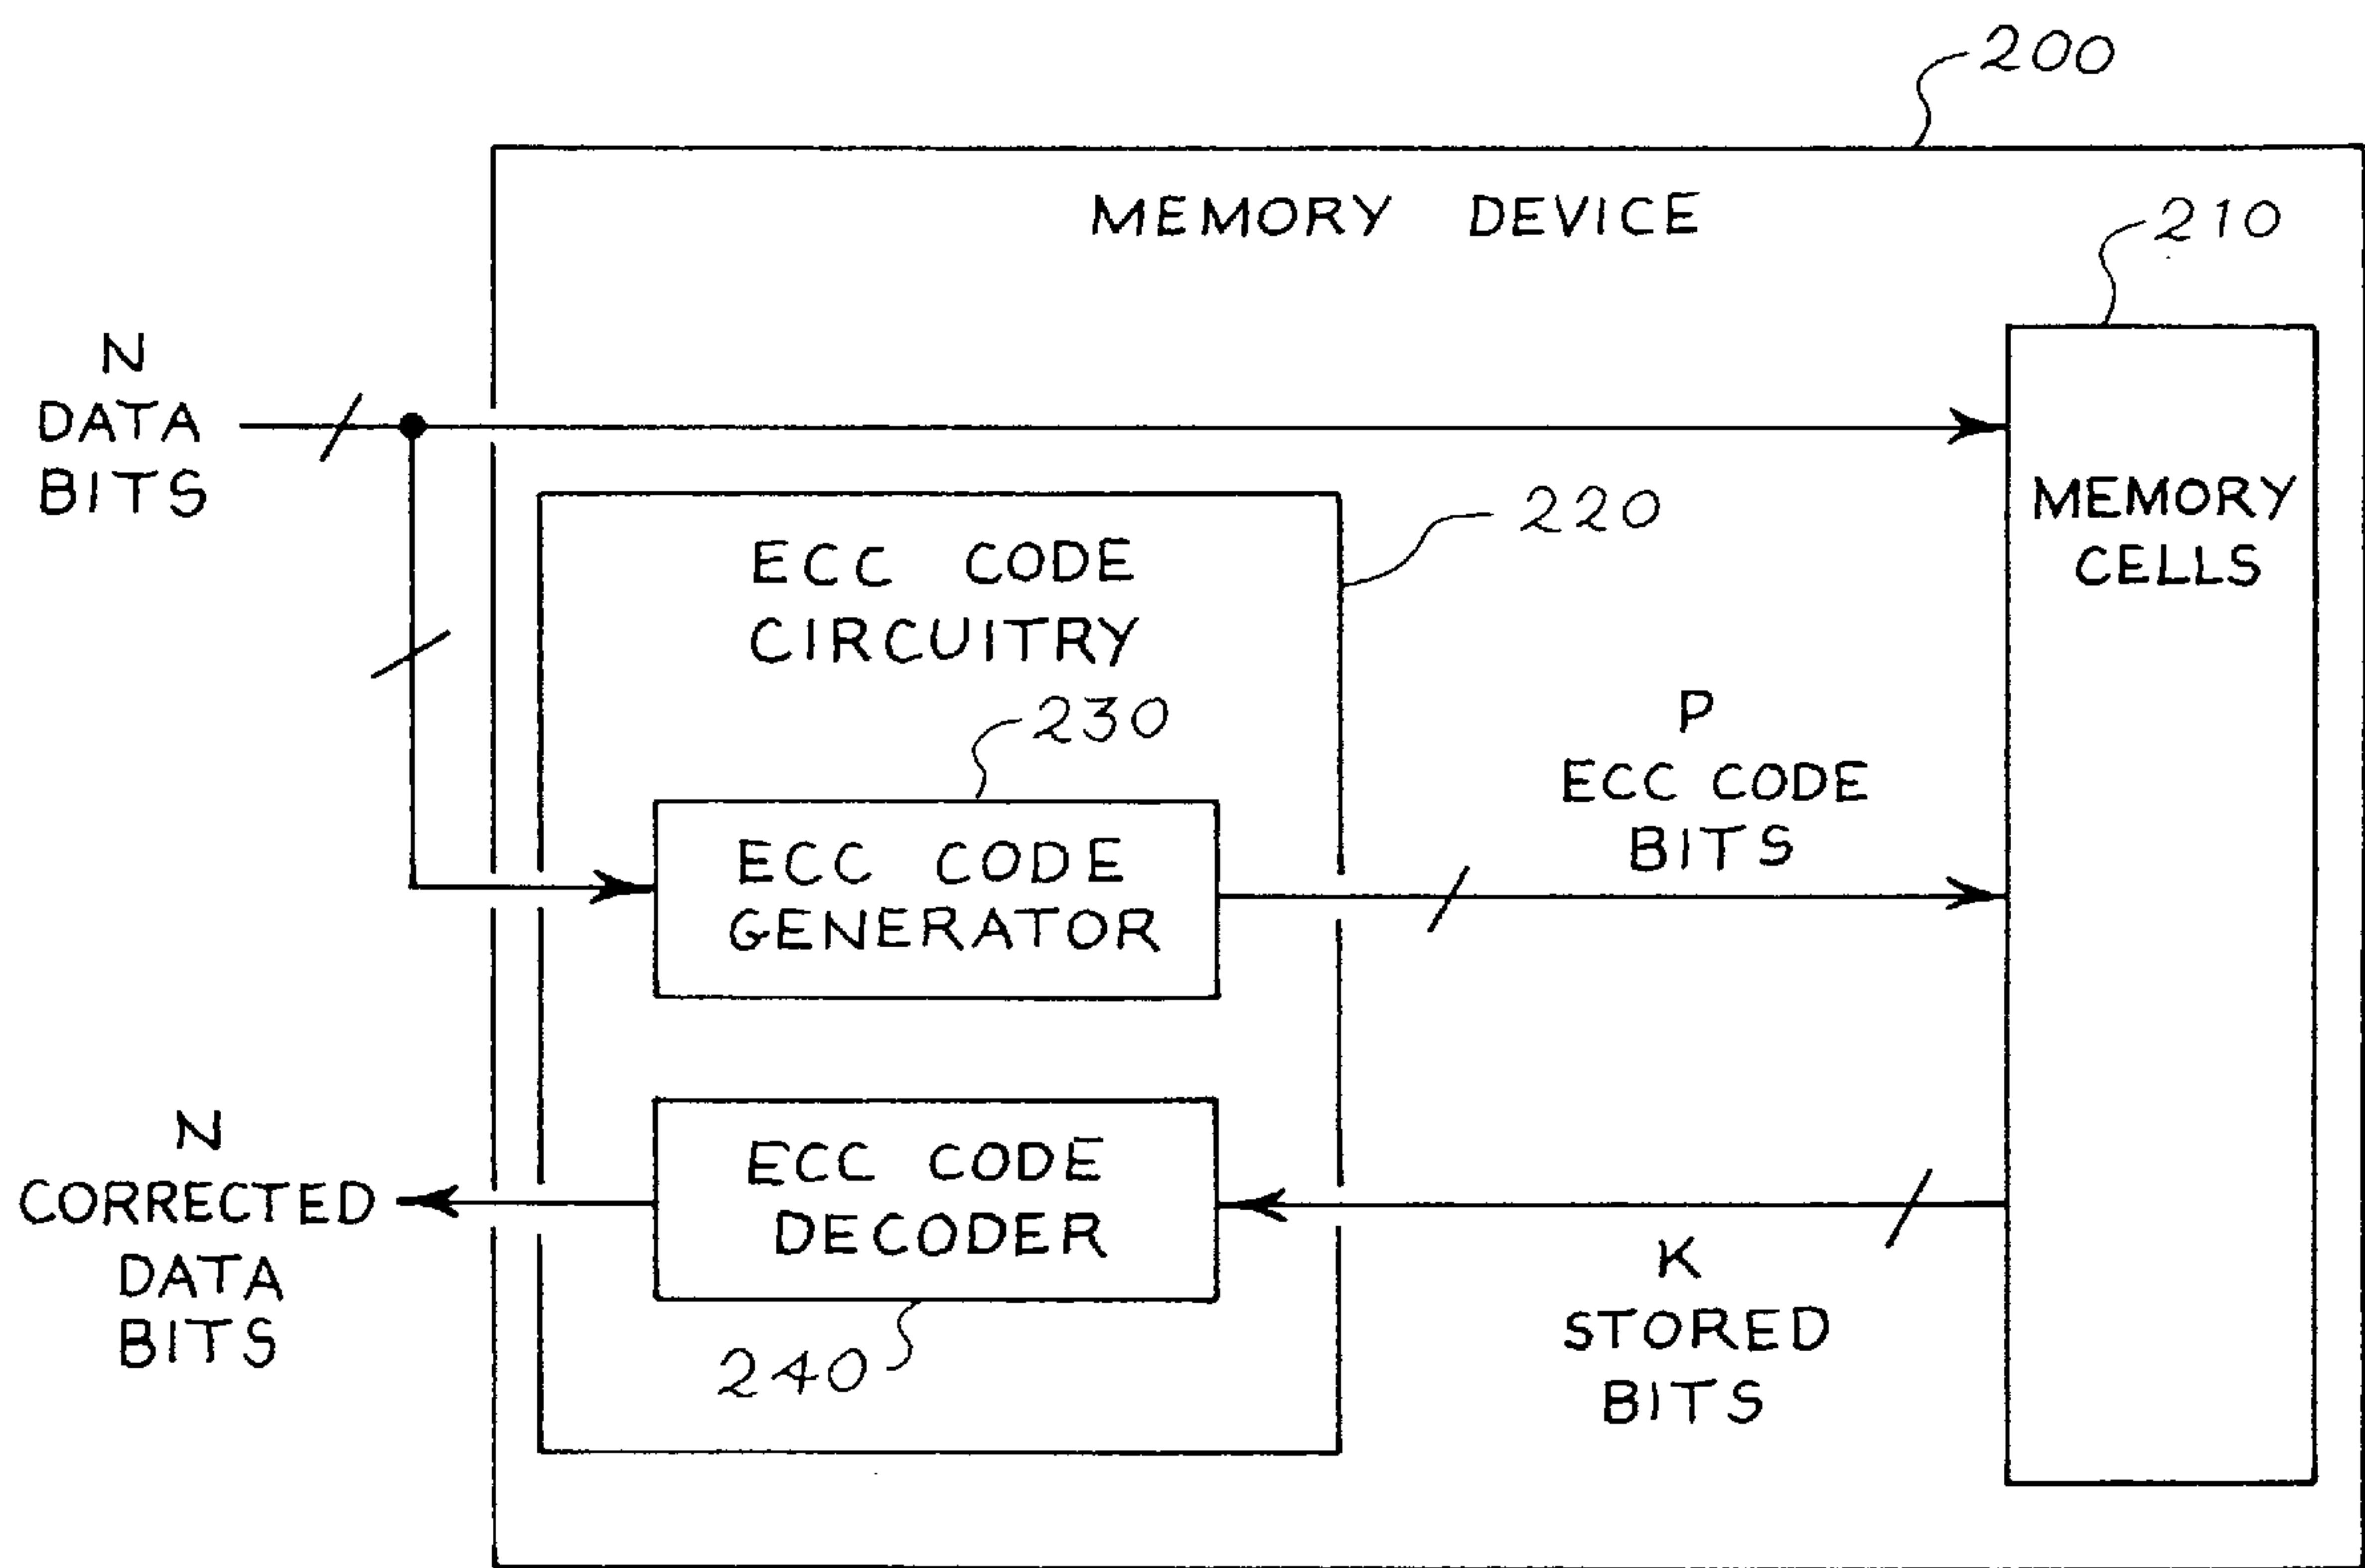 200
MEMORY DEVICE
210
N
DATA
BITS
MEMORY
CELLS
220
ECC CODE
CIRCUITRY
230
P
ECC CODE
BITS
ECC CODE
GENERATOR
N
CORRECTED
DATA
BITS
ECC CODE
DECODER
240
K
STORED
BITS